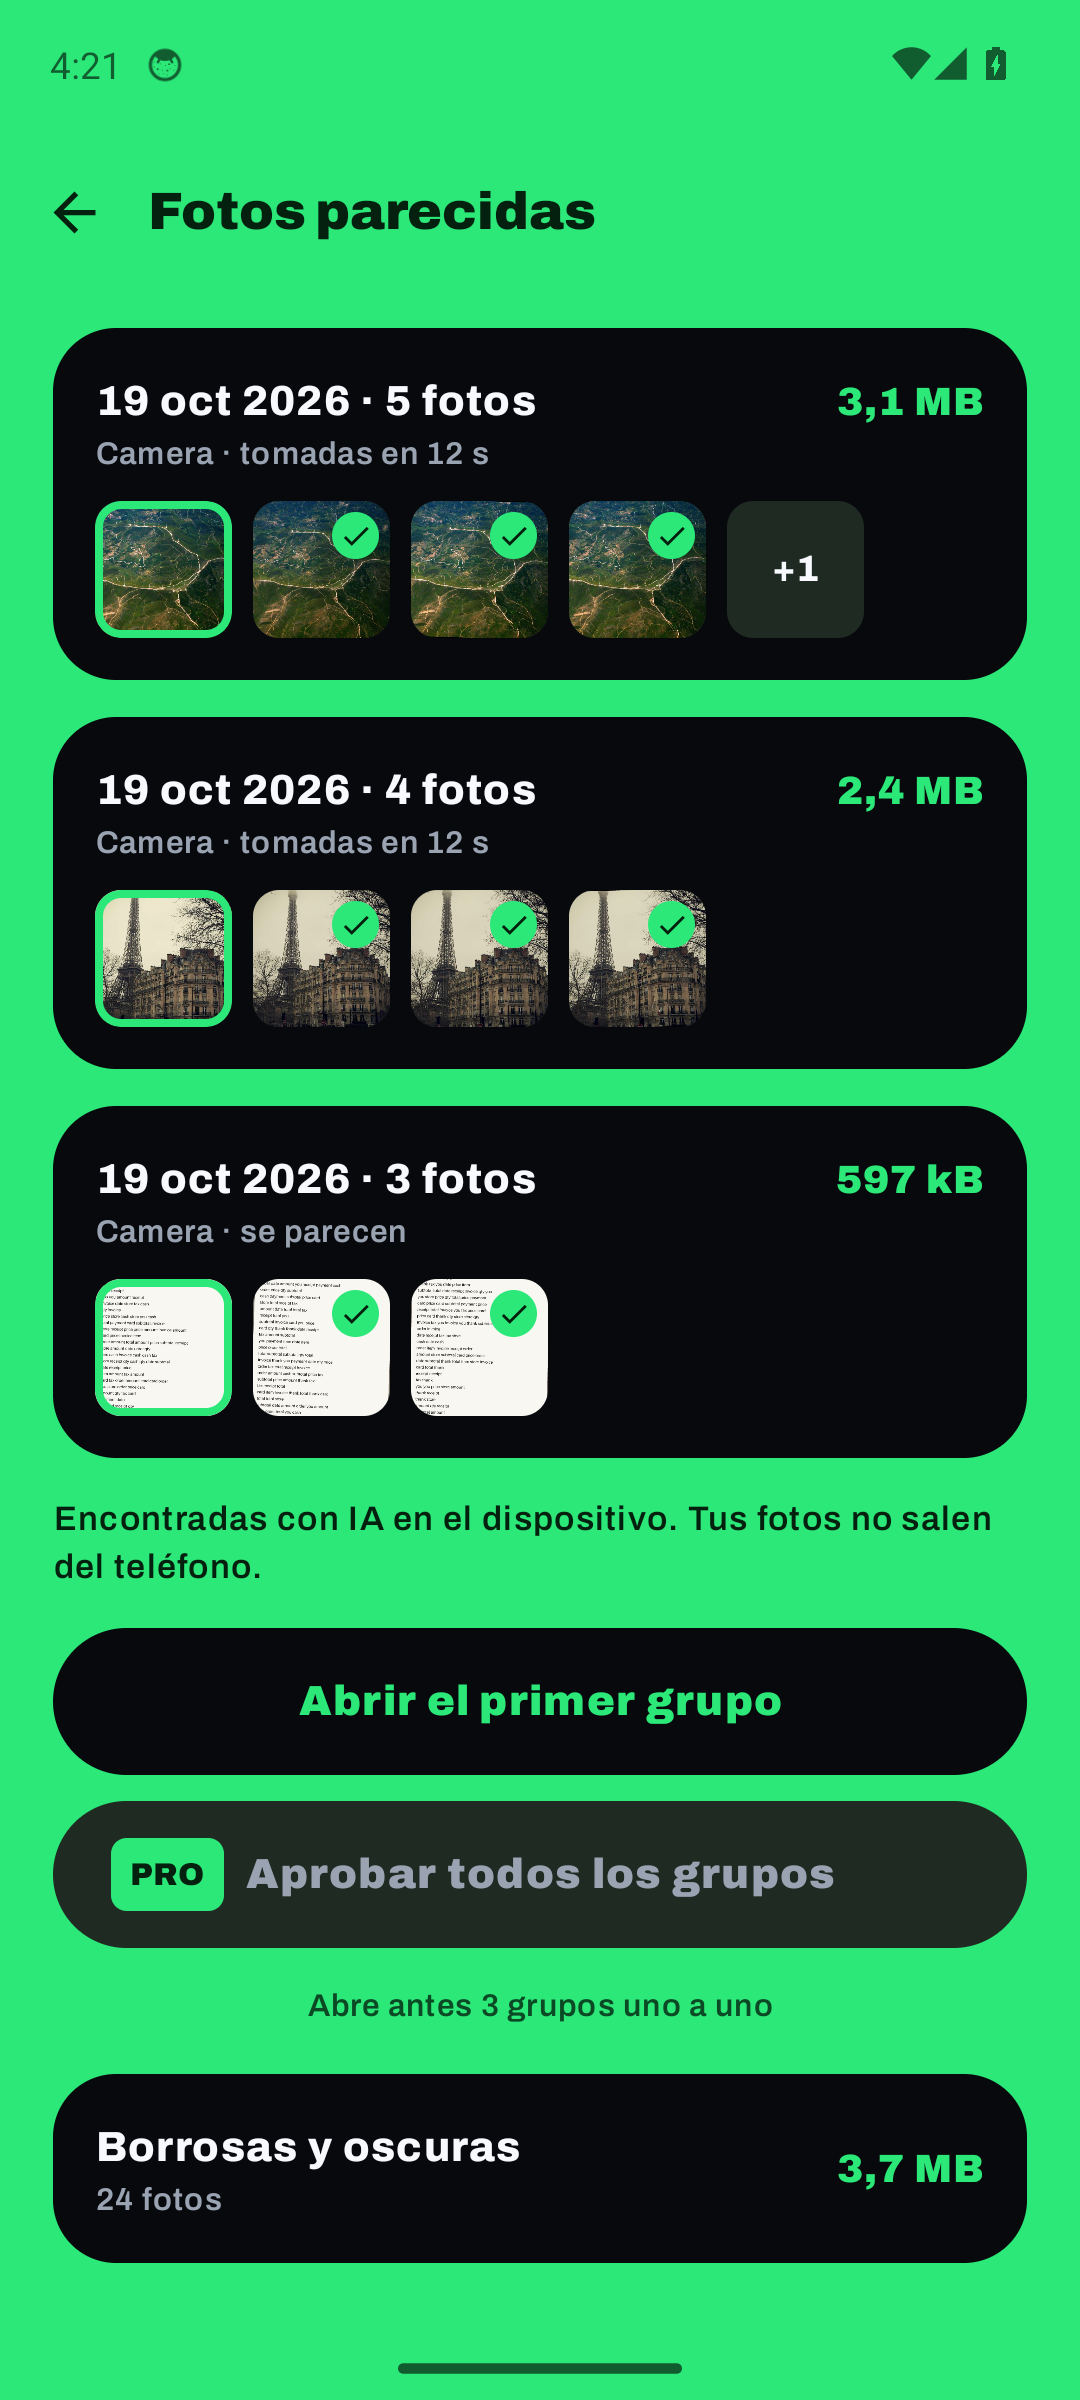 4:21
Fotos parecidas
19 oct 2026 · 5 fotos
3,1 MB
Camera · tomadas en 12 s
+1
19 oct 2026 · 4 fotos
2,4 MB
Camera · tomadas en 12 s
19 oct 2026 · 3 fotos
597 kB
Camera · se parecen
Encontradas con IA en el dispositivo. Tus fotos no salen
del teléfono.
Abrir el primer grupo
PRO Aprobar todos los grupos
Abre antes 3 grupos uno a uno
Borrosas y oscuras
3,7 MB
24 fotos